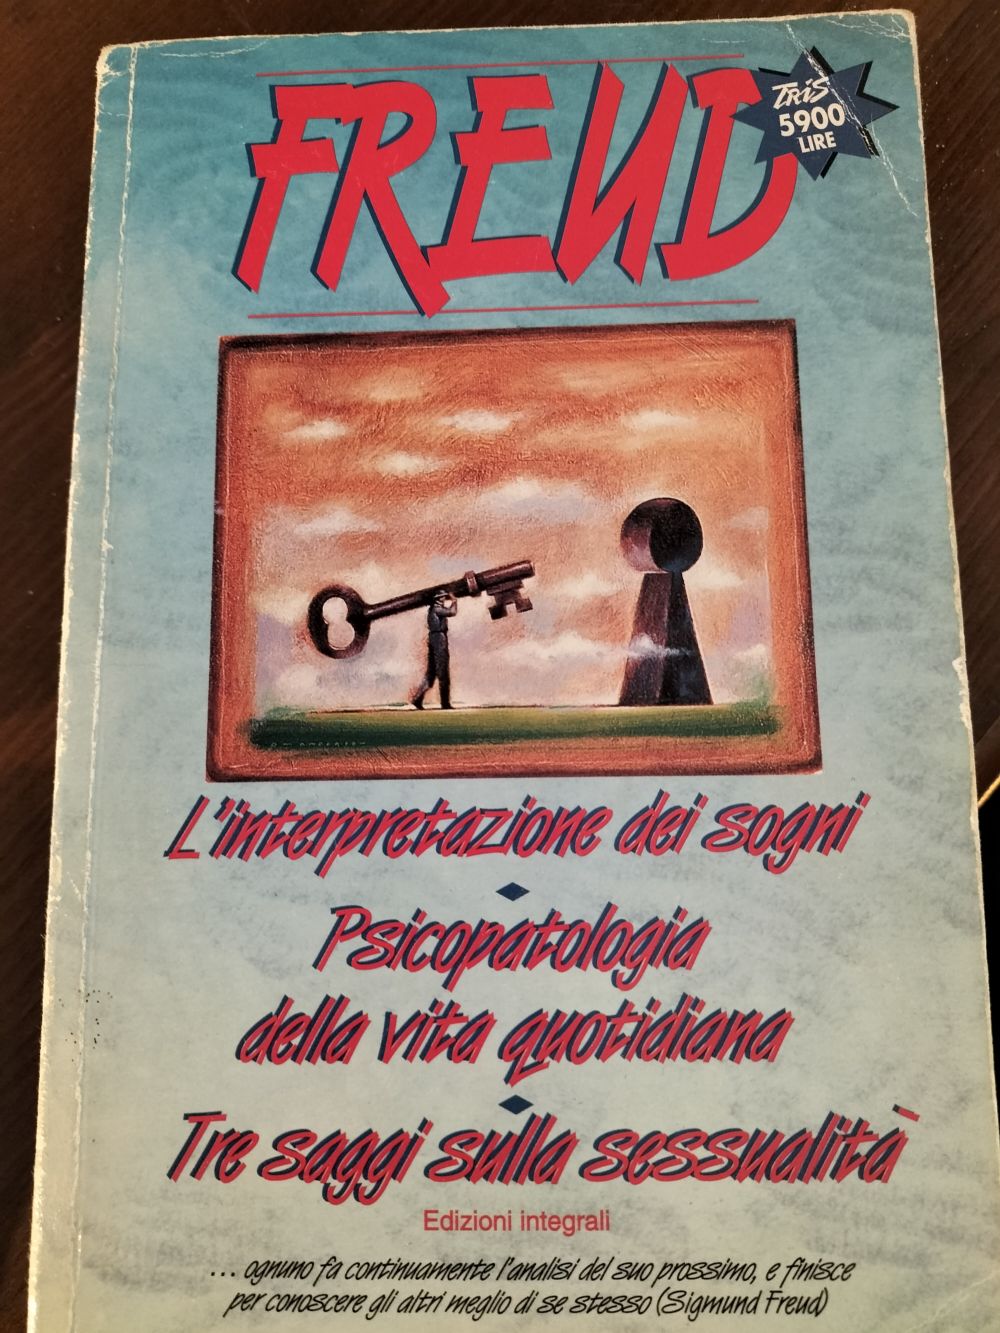 FREUD
TRIS
5900
LIRE
L'interpretazione dei sogni
Psicopatologia
della vita quotidiana
Tre saggi sulla sessualità
Edizioni integrali
... ognuno fa continuamente l'analisi del suo prossimo, e finisce
per conoscere gli altri meglio di se stesso (Sigmund Freud)